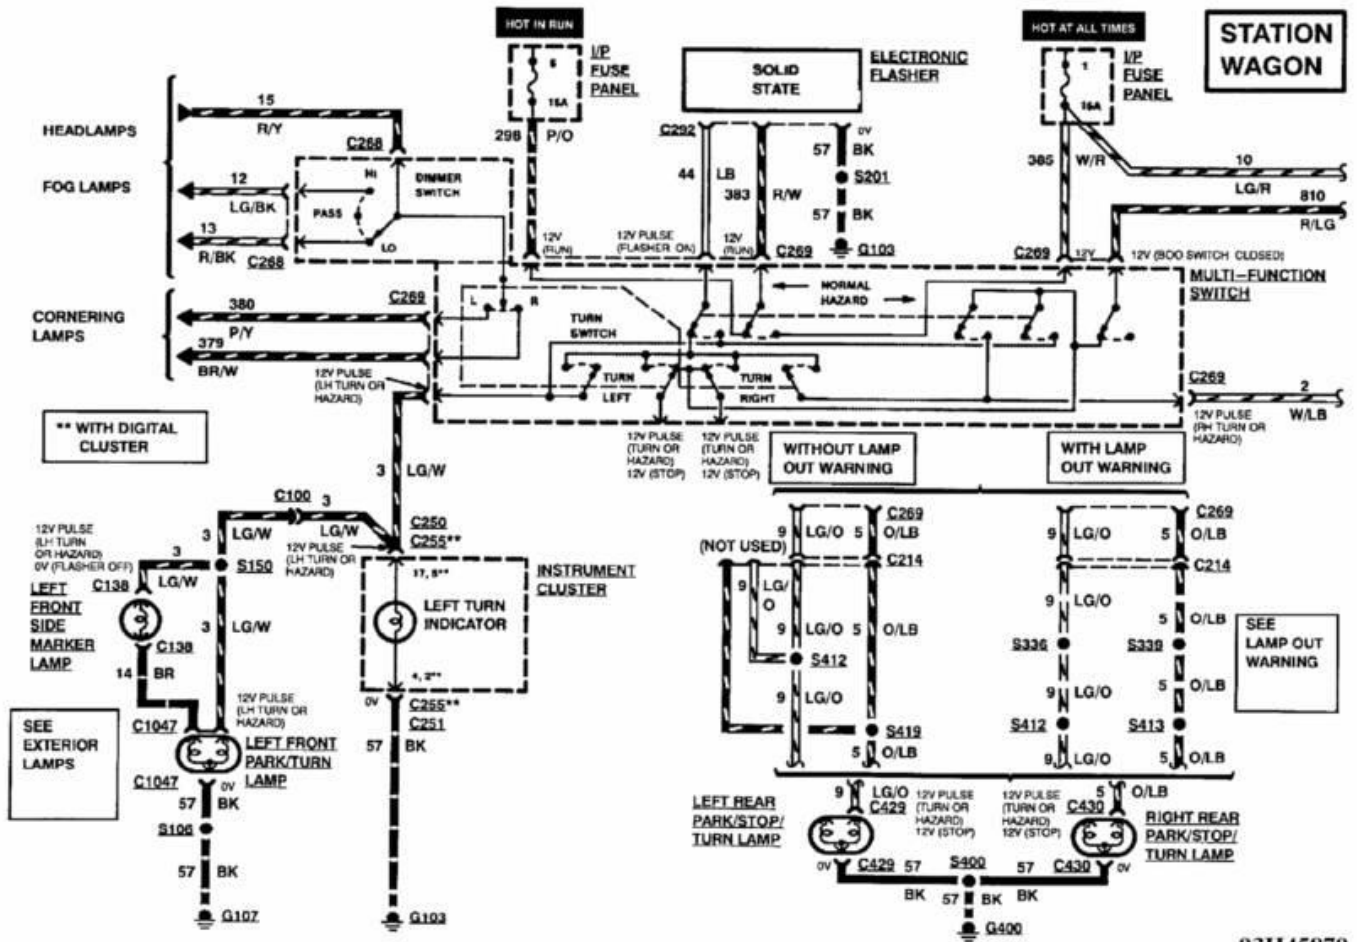 HOT IN RUN
HOT AT ALL TIMES
STATION
WAGON
5
15A
I/P
FUSE
PANEL
SOLID
STATE
ELECTRONIC
FLASHER
1
15A
I/P
FUSE
PANEL
HEADLAMPS
FOG LAMPS
CORNERING
LAMPS
15
R/Y
C268
12
LG/BK
13
R/BK
C268
HI
PASS
LO
DIMMER
SWITCH
298
P/O
C292
44
LB
383
R/W
0V
57
BK
S201
57
BK
G103
385
W/R
10
LG/R
810
R/LG
12V
(RUN)
12V PULSE
(FLASHER ON)
12V
(RUN)
C269
C269
12V
12V (BOO SWITCH CLOSED)
MULTI-FUNCTION
SWITCH
NORMAL
HAZARD
380
P/Y
C269
379
BR/W
L
R
TURN
SWITCH
TURN
LEFT
TURN
RIGHT
12V PULSE
(LH TURN OR
HAZARD)
C269
2
W/LB
12V PULSE
(RH TURN OR
HAZARD)
** WITH DIGITAL
CLUSTER
12V PULSE
(TURN OR
HAZARD)
12V (STOP)
12V PULSE
(TURN OR
HAZARD)
12V (STOP)
WITHOUT LAMP
OUT WARNING
WITH LAMP
OUT WARNING
3
LG/W
C100
3
LG/W
C250
C255**
12V PULSE
(LH TURN OR
HAZARD)
12V PULSE
(LH TURN
OR HAZARD)
0V (FLASHER OFF)
3
LG/W
3
LG/W
S150
C138
LEFT
FRONT
SIDE
MARKER
LAMP
C138
14
BR
3
LG/W
17, 5**
LEFT TURN
INDICATOR
INSTRUMENT
CLUSTER
4, 2**
0V
C255**
C251
57
BK
G103
12V PULSE
(LH TURN OR
HAZARD)
C1047
LEFT FRONT
PARK/TURN
LAMP
C1047
0V
57
BK
S106
57
BK
G107
SEE
EXTERIOR
LAMPS
C269
9
LG/O
5
O/LB
(NOT USED)
C214
9
LG/
O
9
LG/O
5
O/LB
S412
9
LG/O
S419
5
O/LB
C269
9
LG/O
5
O/LB
C214
9
LG/O
5
O/LB
S336
S339
9
LG/O
5
O/LB
S412
S413
9
LG/O
5
O/LB
SEE
LAMP OUT
WARNING
LEFT REAR
PARK/STOP/
TURN LAMP
9
LG/O
C429
12V PULSE
(TURN OR
HAZARD)
12V (STOP)
12V PULSE
(TURN OR
HAZARD)
12V (STOP)
5
O/LB
C430
RIGHT REAR
PARK/STOP/
TURN LAMP
0V
C429
57
BK
S400
57
BK
C430
0V
57
BK
G400